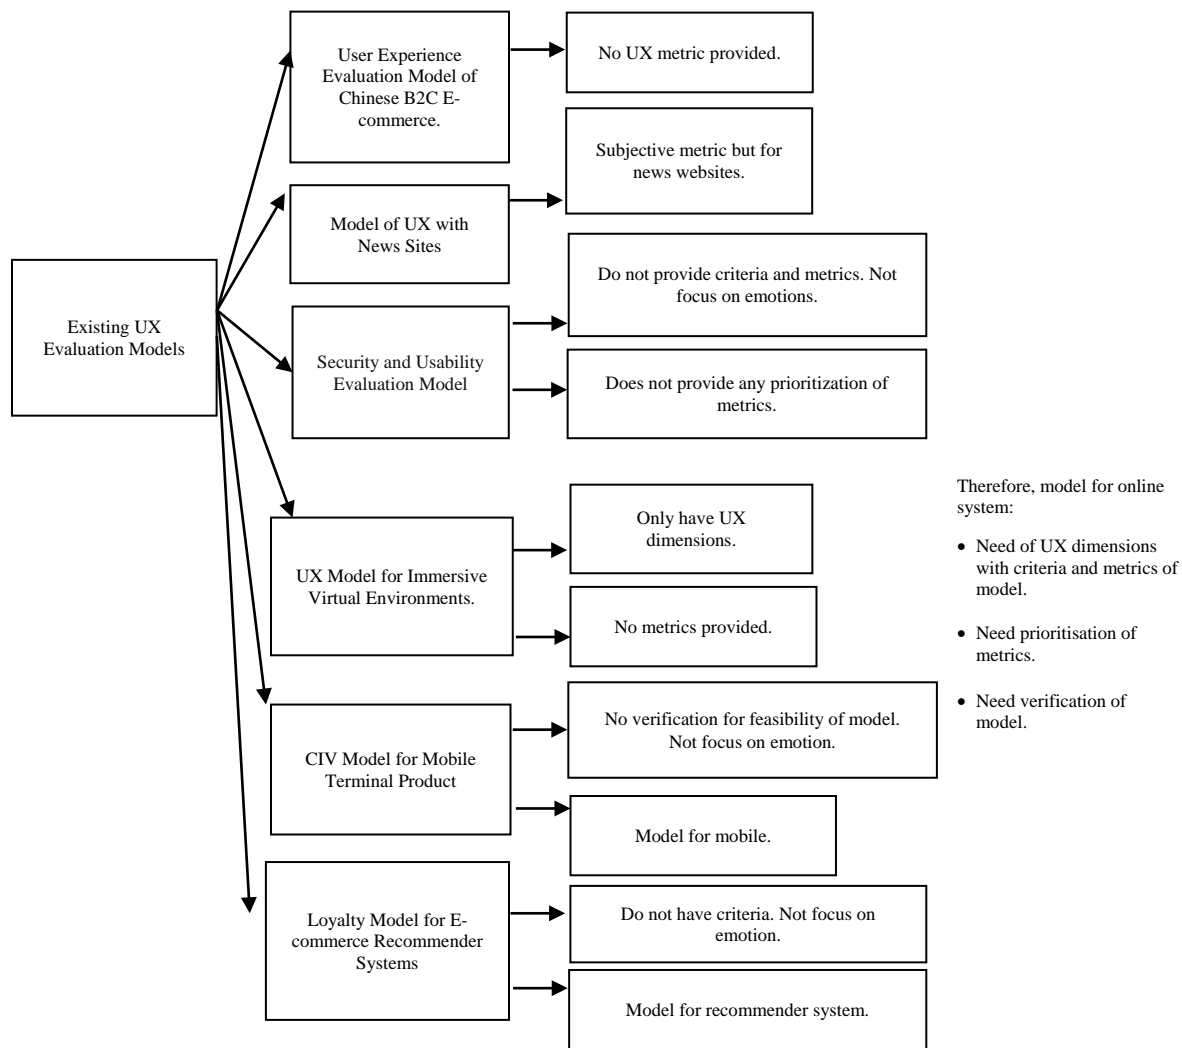 Existing UX
Evaluation Models
User Experience
Evaluation Model of
Chinese B2C E-
commerce.
No UX metric provided.
Model of UX with
News Sites
Subjective metric but for
news websites.
Security and Usability
Evaluation Model
Do not provide criteria and metrics. Not
focus on emotions.
Does not provide any prioritization of
metrics.
UX Model for Immersive
Virtual Environments.
Only have UX
dimensions.
No metrics provided.
CIV Model for Mobile
Terminal Product
No verification for feasibility of model.
Not focus on emotion.
Model for mobile.
Loyalty Model for E-
commerce Recommender
Systems
Do not have criteria. Not focus on
emotion.
Model for recommender system.
Therefore, model for online
system:
• Need of UX dimensions
with criteria and metrics of
model.
• Need prioritisation of
metrics.
• Need verification of
model.